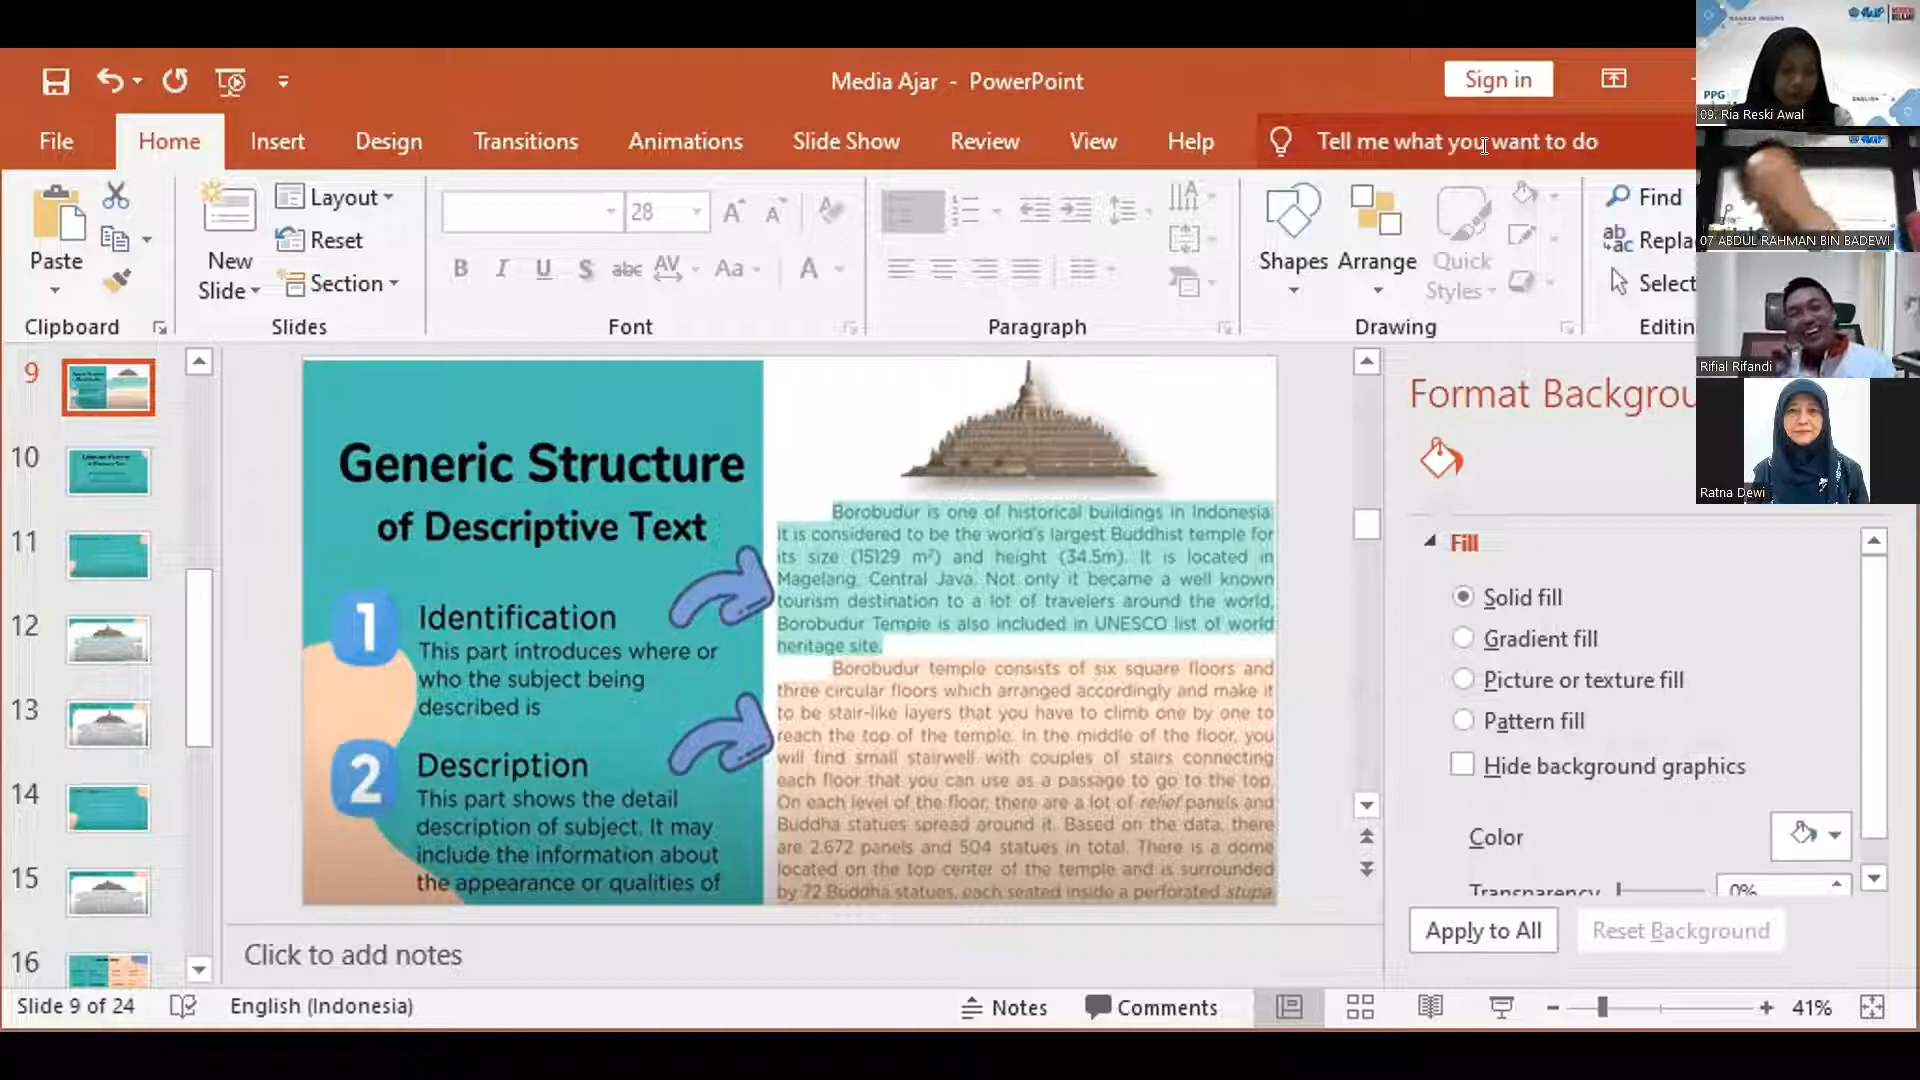 Media Ajar - PowerPoint
Sign in
File Home Insert Design Transitions Animations Slide Show Review View Help Tell me what you want to do
Paste
New Slide
Layout
Reset
Section
28
Shapes Arrange Quick Styles
Find
Select
Clipboard Slides Font Paragraph Drawing
PPG
ENGLISH
09. Ria Reski Awal
07 ABDUL RAHMAN BIN BADEWI
Rifial Rifandi
Ratna Dewi
9
10
11
12
13
14
15
16
Generic Structure
of Descriptive Text
1 Identification
This part introduces where or
who the subject being
described is
2 Description
This part shows the detail
description of subject. It may
include the information about
the appearance or qualities of
Borobudur is one of historical buildings in Indonesia.
It is considered to be the world's largest Buddhist temple for
its size (15129 m²) and height (34.5m). It is located in
Magelang, Central Java. Not only it became a well known
tourism destination to a lot of travelers around the world,
Borobudur Temple is also included in UNESCO list of world
heritage site.
Borobudur temple consists of six square floors and
three circular floors which arranged accordingly and make it
to be stair-like layers that you have to climb one by one to
reach the top of the temple. In the middle of the floor, you
will find small stairwell with couples of stairs connecting
each floor that you can use as a passage to go to the top.
On each level of the floor, there are a lot of relief panels and
Buddha statues spread around it. Based on the data, there
are 2.672 panels and 504 statues in total. There is a dome
located on the top center of the temple and is surrounded
by 72 Buddha statues, each seated inside a perforated stupa.
Format Backgrou
Fill
Solid fill
Gradient fill
Picture or texture fill
Pattern fill
Hide background graphics
Color
Transparency 0%
Apply to All Reset Background
Click to add notes
Slide 9 of 24 English (Indonesia) Notes Comments 41%